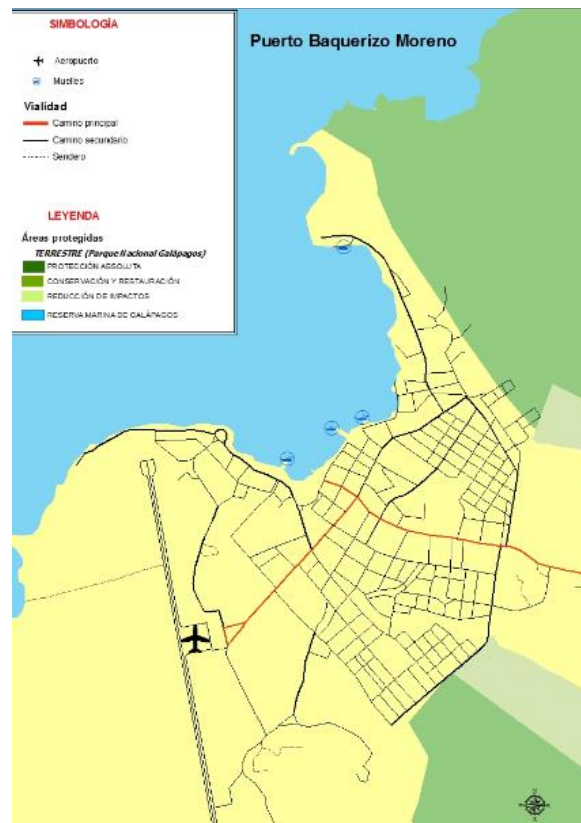 SIMBOLOGÍA
Aeropuerto
Muelles
Vialidad
Camino principal
Camino secundario
Sendero
LEYENDA
Áreas protegidas
TERRESTRE (Parque Nacional Galápagos)
PROTECCIÓN ABSOLUTA
CONSERVACIÓN Y RESTAURACIÓN
REDUCCIÓN DE IMPACTOS
RESERVA MARINA DE GALÁPAGOS
Puerto Baquerizo Moreno